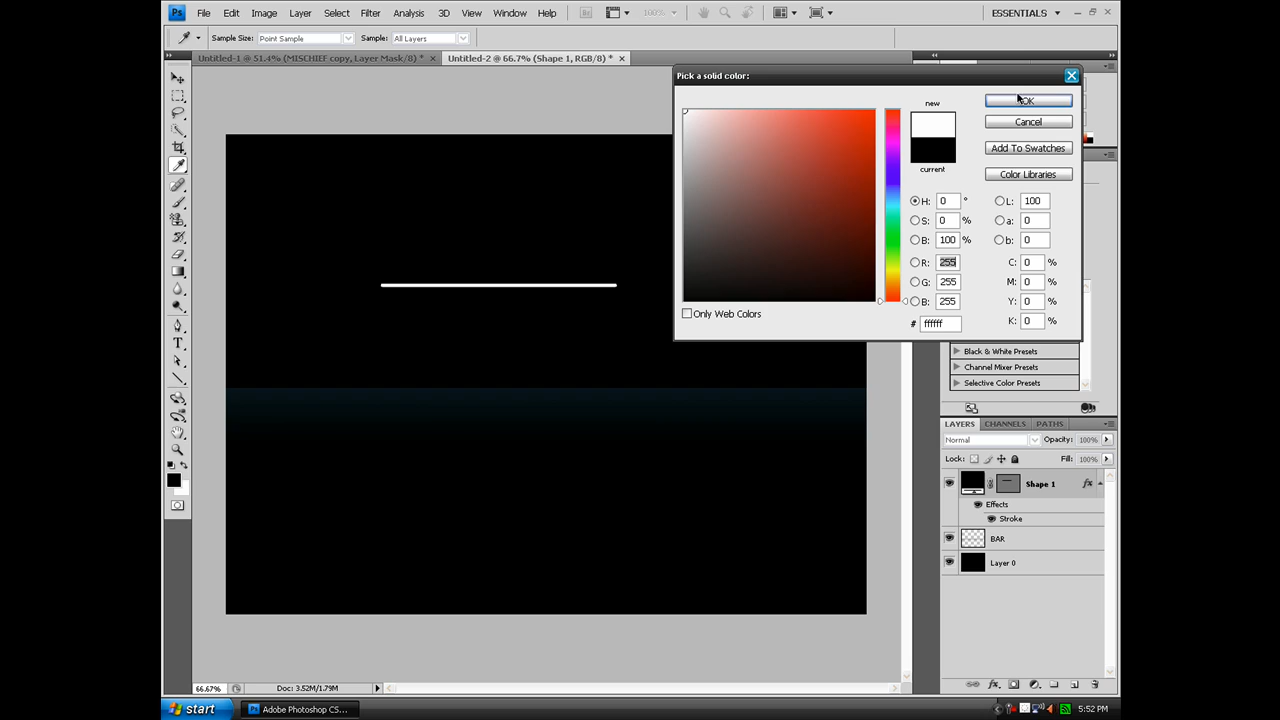 Ps File Edit Image Layer Select Filter Analysis 3D View Window Help 100% ESSENTIALS
Sample Size: Point Sample Sample: All Layers
Untitled-1 @ 51.4% (MISCHIEF copy, Layer Mask/8) * × Untitled-2 @ 66.7% (Shape 1, RGB/8) * ×
Pick a solid color:
new
OK
Cancel
Add To Swatches
current
Color Libraries
H: 0 ° L: 100
S: 0 % a: 0
B: 100 % b: 0
R: 255 C: 0 %
G: 255 M: 0 %
B: 255 Y: 0 %
# ffffff K: 0 %
Only Web Colors
Black & White Presets
Channel Mixer Presets
Selective Color Presets
LAYERS CHANNELS PATHS
Normal Opacity: 100%
Lock: Fill: 100%
Shape 1 fx
Effects
Stroke
BAR
Layer 0
66.67% Doc: 3.52M/1.79M
start Ps Adobe Photoshop CS... 5:52 PM